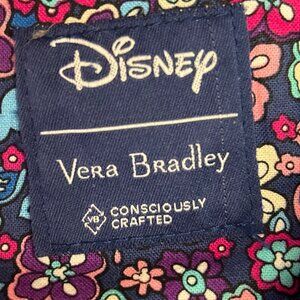 Disney
Vera Bradley
VB
CONSCIOUSLY
CRAFTED